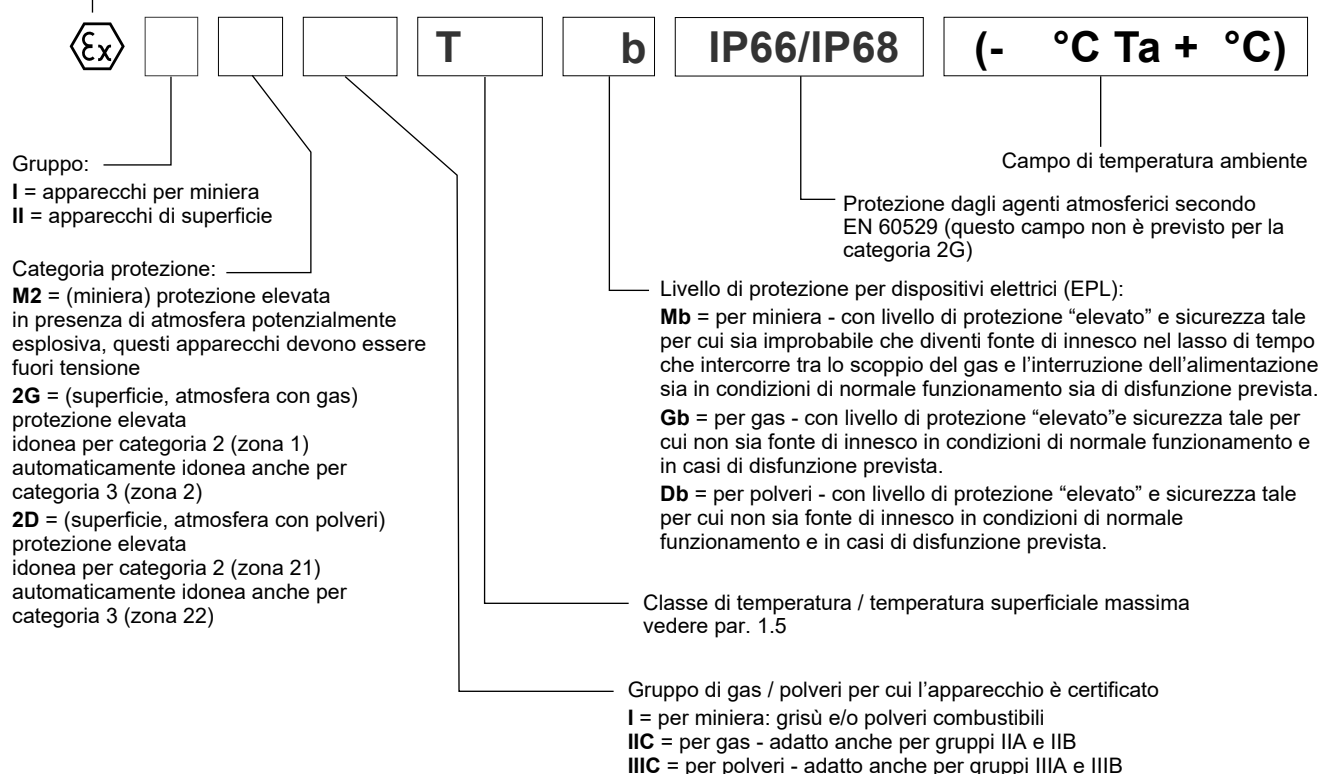 Ex T b IP66/IP68 (- °C Ta + °C)
Gruppo:
I = apparecchi per miniera
II = apparecchi di superficie
Categoria protezione:
M2 = (miniera) protezione elevata
in presenza di atmosfera potenzialmente
esplosiva, questi apparecchi devono essere
fuori tensione
2G = (superficie, atmosfera con gas)
protezione elevata
idonea per categoria 2 (zona 1)
automaticamente idonea anche per
categoria 3 (zona 2)
2D = (superficie, atmosfera con polveri)
protezione elevata
idonea per categoria 2 (zona 21)
automaticamente idonea anche per
categoria 3 (zona 22)
Campo di temperatura ambiente
Protezione dagli agenti atmosferici secondo
EN 60529 (questo campo non è previsto per la
categoria 2G)
Livello di protezione per dispositivi elettrici (EPL):
Mb = per miniera - con livello di protezione “elevato” e sicurezza tale
per cui sia improbabile che diventi fonte di innesco nel lasso di tempo
che intercorre tra lo scoppio del gas e l’interruzione dell’alimentazione
sia in condizioni di normale funzionamento sia di disfunzione prevista.
Gb = per gas - con livello di protezione “elevato”e sicurezza tale per
cui non sia fonte di innesco in condizioni di normale funzionamento e
in casi di disfunzione prevista.
Db = per polveri - con livello di protezione “elevato” e sicurezza tale
per cui non sia fonte di innesco in condizioni di normale
funzionamento e in casi di disfunzione prevista.
Classe di temperatura / temperatura superficiale massima
vedere par. 1.5
Gruppo di gas / polveri per cui l’apparecchio è certificato
I = per miniera: grisù e/o polveri combustibili
IIC = per gas - adatto anche per gruppi IIA e IIB
IIIC = per polveri - adatto anche per gruppi IIIA e IIIB